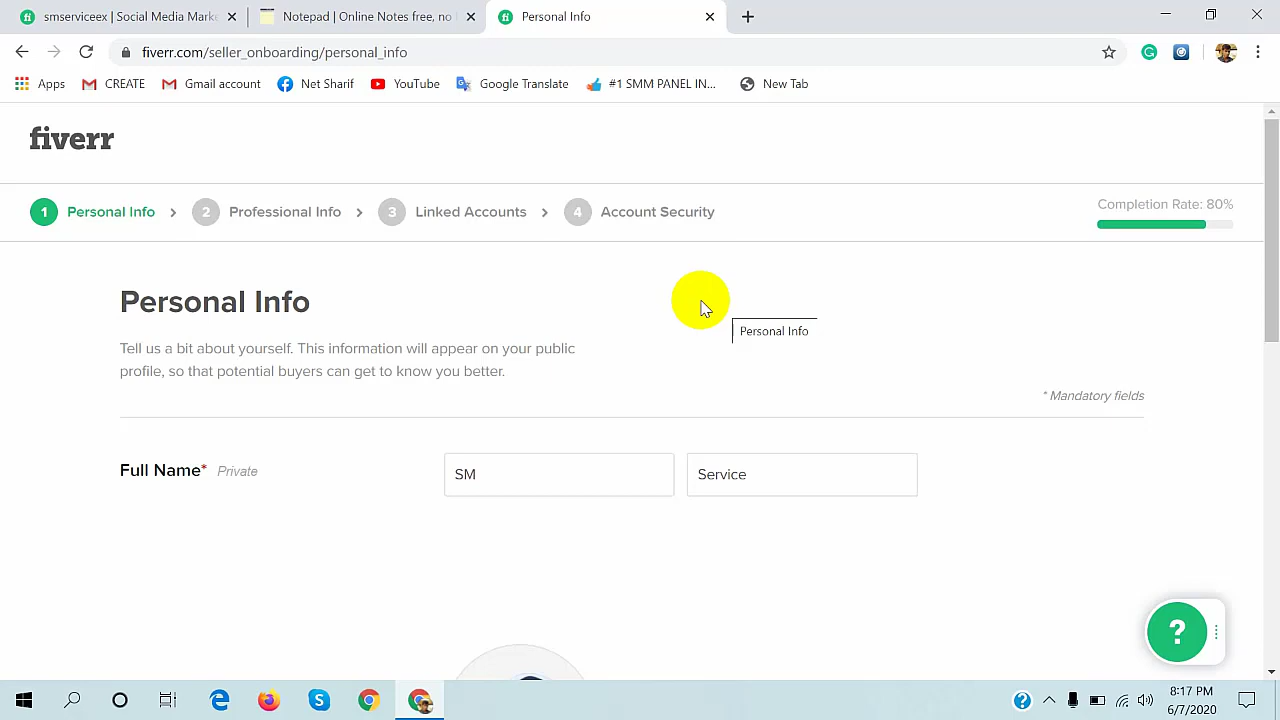 smserviceex | Social Media Mark
Notepad | Online Notes free, no l
Personal Info
fiverr.com/seller_onboarding/personal_info
Apps
CREATE
Gmail account
Not Sharif
YouTube
Google Translate
#1 SMM PANEL IN...
New Tab
fiverr
1 Personal Info
2 Professional Info
3 Linked Accounts
4 Account Security
Completion Rate: 80%
Personal Info
Personal Info
Tell us a bit about yourself. This information will appear on your public
profile, so that potential buyers can get to know you better.
* Mandatory fields
Full Name* Private
SM
Service
?
8:17 PM
6/7/2020